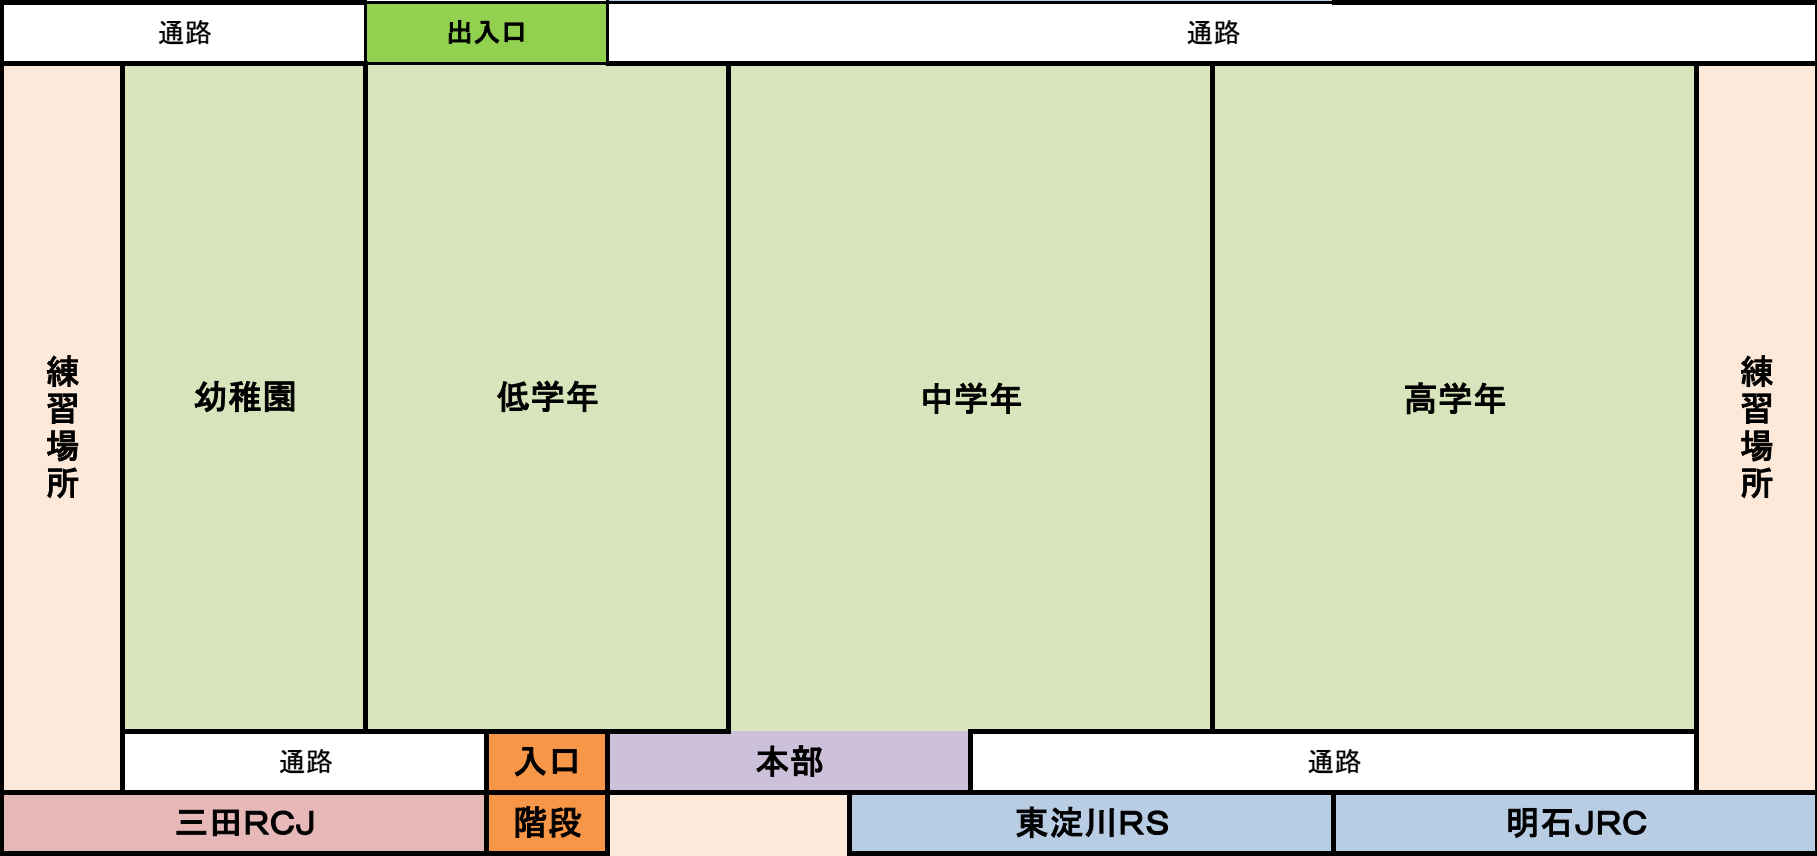 通路
出入口
通路
練習場所
幼稚園
低学年
中学年
高学年
練習場所
通路
入口
本部
通路
三田RCJ
階段
東淀川RS
明石JRC